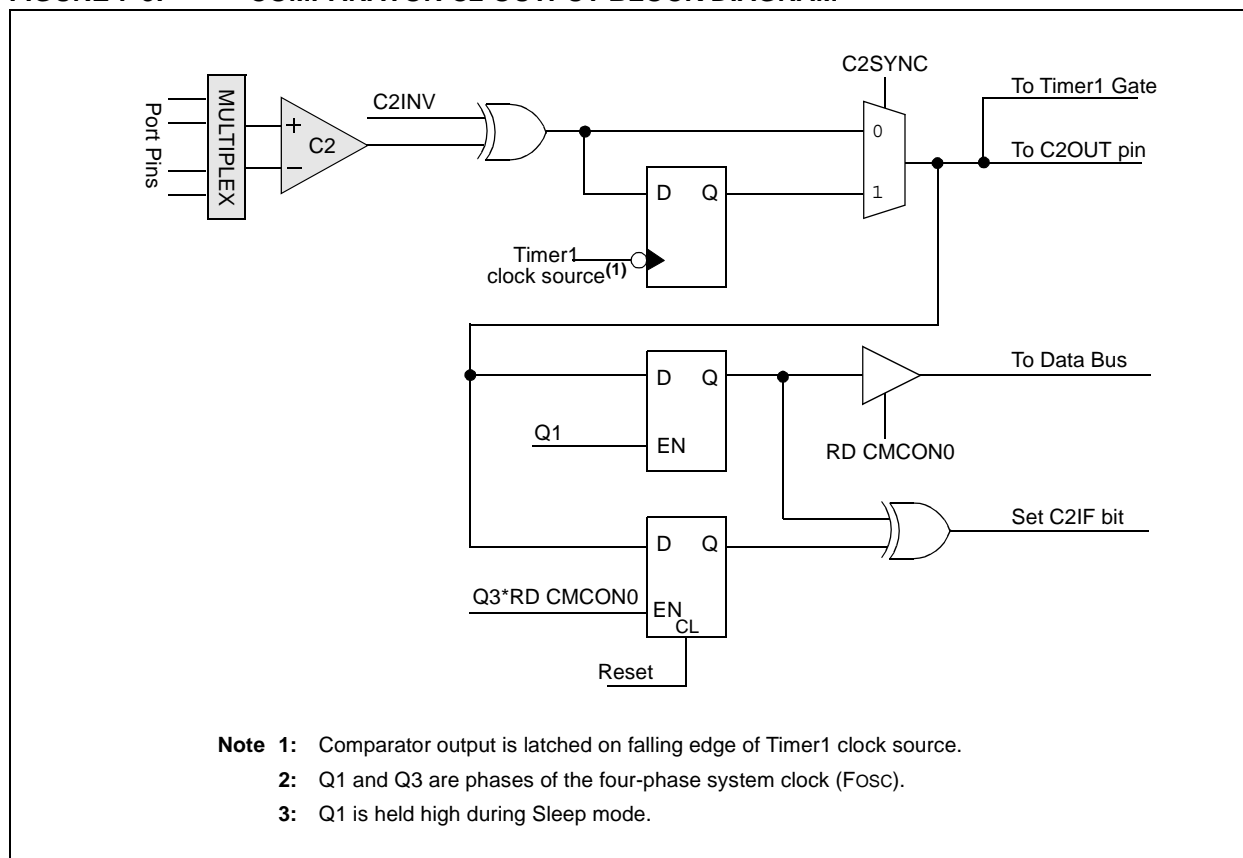 C2SYNC
To Timer1 Gate
C2INV
MULTIPLEX
Port Pins
+
C2
−
0
To C2OUT pin
D Q
1
Timer1
clock source(1)
D Q
To Data Bus
Q1
EN
RD CMCON0
Set C2IF bit
D Q
Q3*RD CMCON0
EN
CL
Reset
Note 1: Comparator output is latched on falling edge of Timer1 clock source.
2: Q1 and Q3 are phases of the four-phase system clock (FOSC).
3: Q1 is held high during Sleep mode.